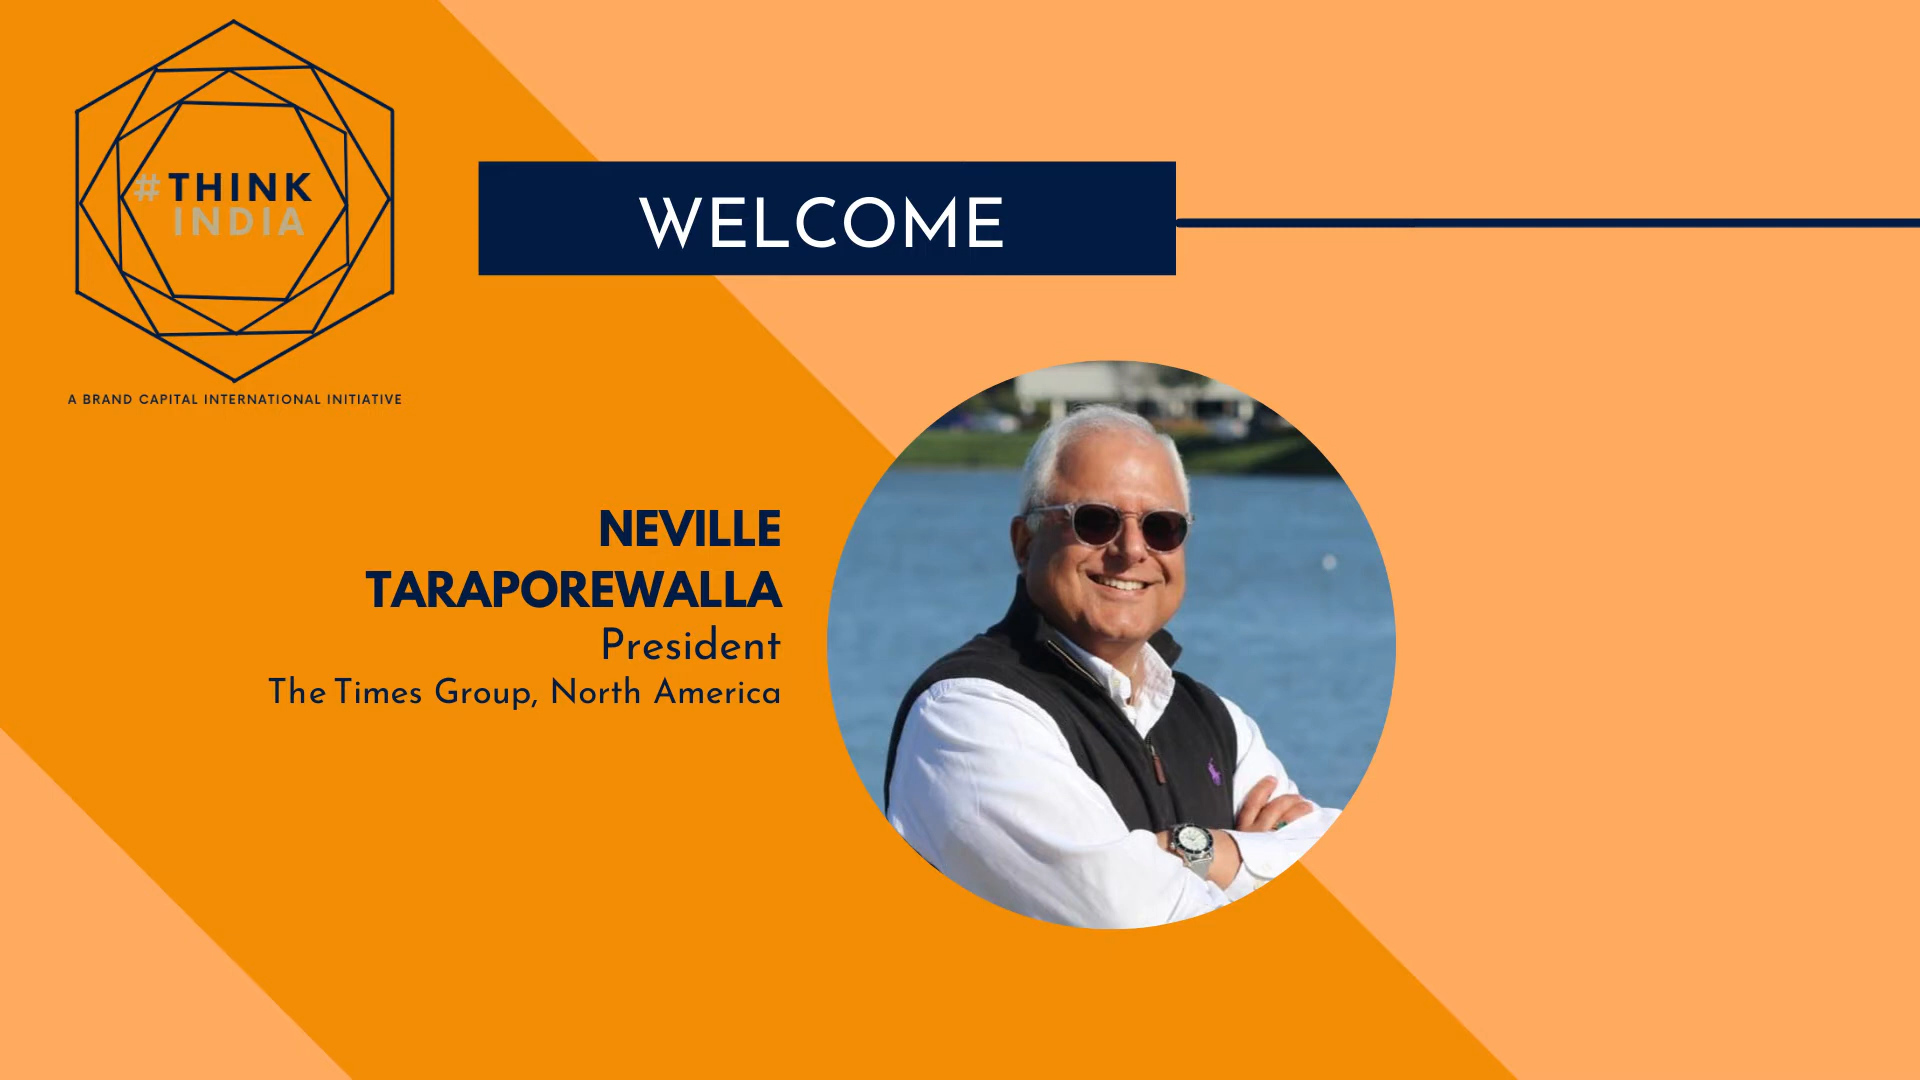 #THINK
INDIA
A BRAND CAPITAL INTERNATIONAL INITIATIVE
WELCOME
NEVILLE
TARAPOREWALLA
President
The Times Group, North America